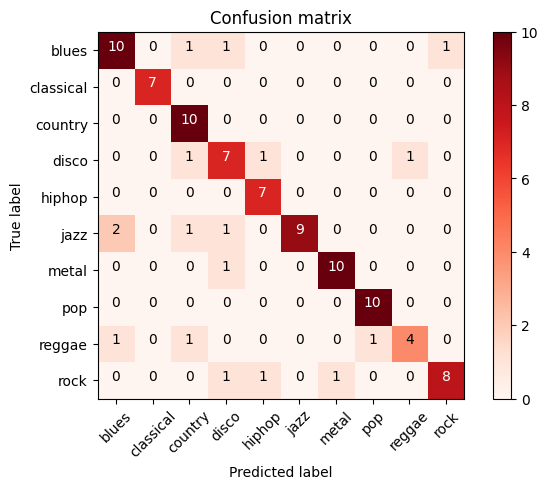 Confusion matrix
blues 10 0 1 1 0 0 0 0 0 1
classical 0 7 0 0 0 0 0 0 0 0
country 0 0 10 0 0 0 0 0 0 0
disco 0 0 1 7 1 0 0 0 1 0
hiphop 0 0 0 0 7 0 0 0 0 0
jazz 2 0 1 1 0 9 0 0 0 0
metal 0 0 0 1 0 0 10 0 0 0
pop 0 0 0 0 0 0 0 10 0 0
reggae 1 0 1 0 0 0 0 1 4 0
rock 0 0 0 1 1 0 1 0 0 8
blues classical country disco hiphop jazz metal pop reggae rock
Predicted label
True label
10
8
6
4
2
0